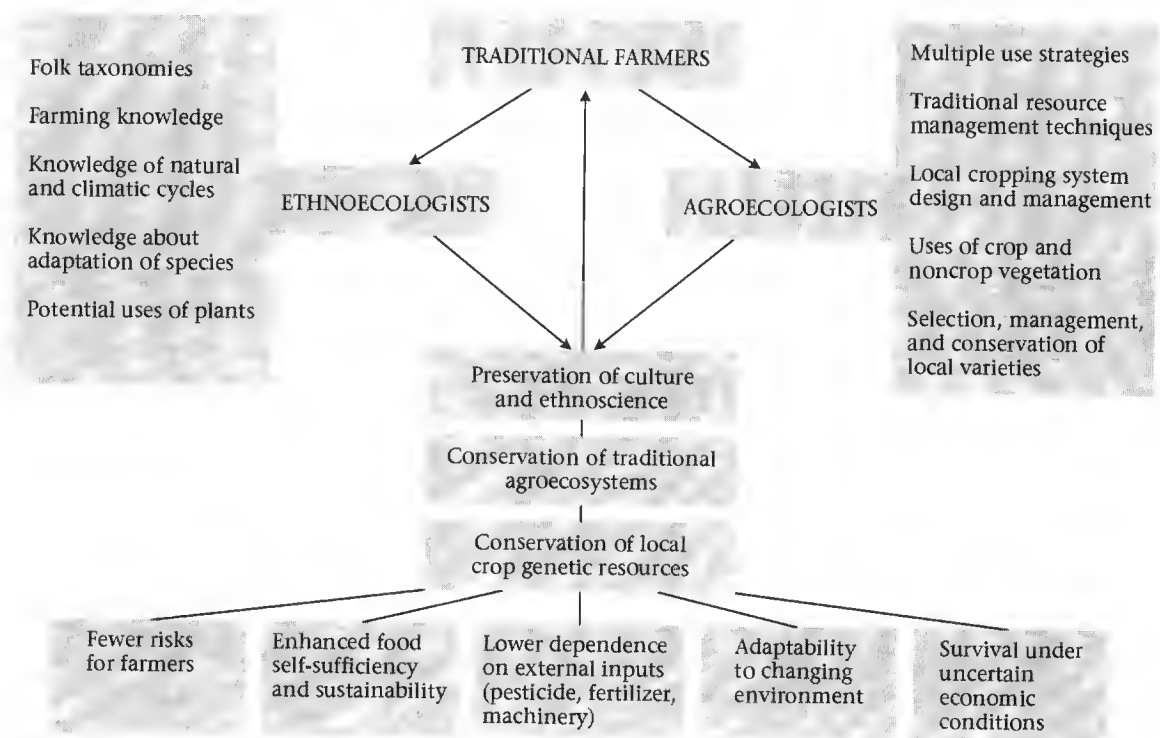 TRADITIONAL FARMERS
Folk taxonomies
Farming knowledge
Knowledge of natural
and climatic cycles
Knowledge about
adaptation of species
Potential uses of plants
ETHNOECOLOGISTS
AGROECOLOGISTS
Multiple use strategies
Traditional resource
management techniques
Local cropping system
design and management
Uses of crop and
noncrop vegetation
Selection, management,
and conservation of
local varieties
Preservation of culture
and ethnoscience
Conservation of traditional
agroecosystems
Conservation of local
crop genetic resources
Fewer risks
for farmers
Enhanced food
self-sufficiency
and sustainability
Lower dependence
on external inputs
(pesticide, fertilizer,
machinery)
Adaptability
to changing
environment
Survival under
uncertain
economic
conditions